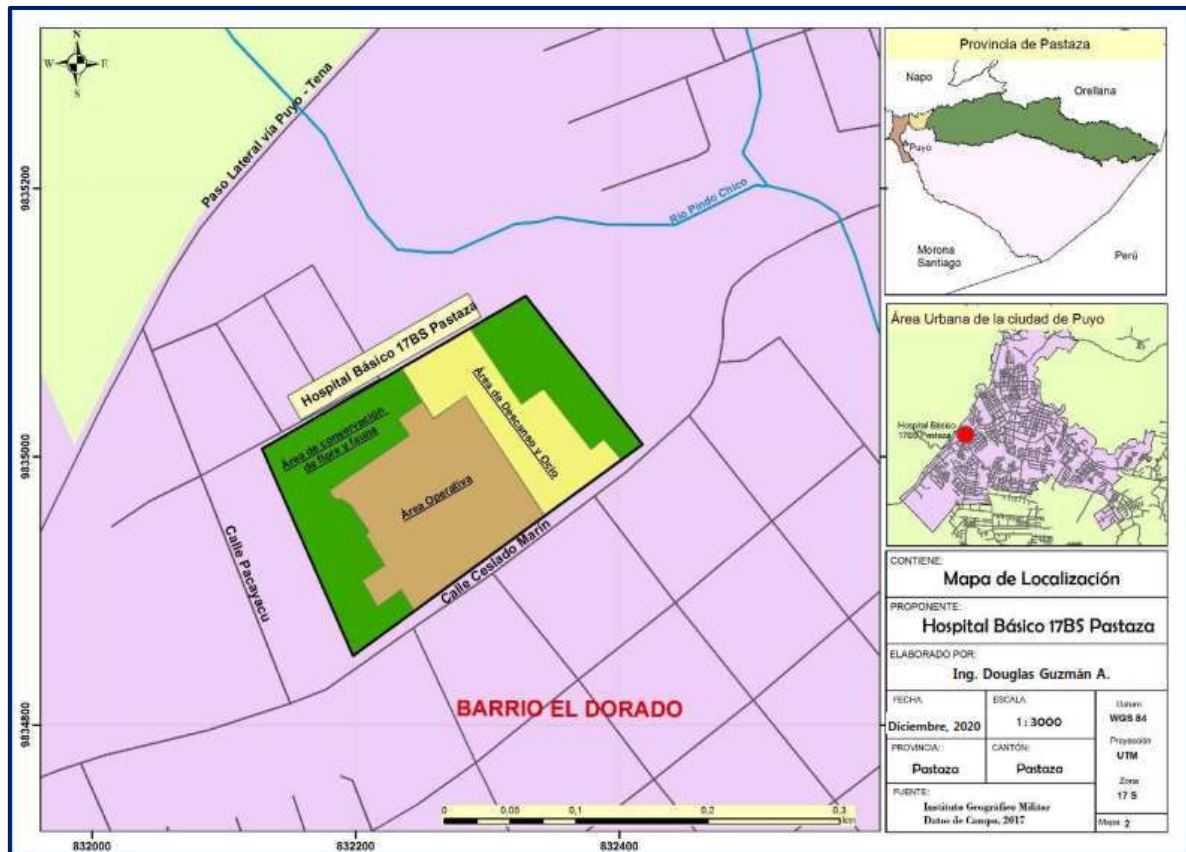 N
W E
S
Paso Lateral vía Puyo - Tena
Río Pindo Chico
Hospital Básico 17BS Pastaza
Área de conservación
de flora y fauna
Área de Descanso y Ocio
Área Operativa
Calle Pacayacu
Calle Ceslado Marín
BARRIO EL DORADO
9835200
9835000
9834800
832000
832200
832400
0 0,05 0,1 0,2 0,3
km
Provincia de Pastaza
Napo
Orellana
Puyo
Morona
Santiago
Perú
Área Urbana de la ciudad de Puyo
Hospital Básico
17BS Pastaza
CONTIENE:
Mapa de Localización
PROPONENTE:
Hospital Básico 17BS Pastaza
ELABORADO POR:
Ing. Douglas Guzmán A.
FECHA:
Diciembre, 2020
ESCALA:
1 : 3000
PROVINCIA:
Pastaza
CANTÓN:
Pastaza
FUENTE:
Instituto Geográfico Militar
Datos de Campo, 2017
Datum
WGS 84
Proyección
UTM
Zona
17 S
Mapa: 2